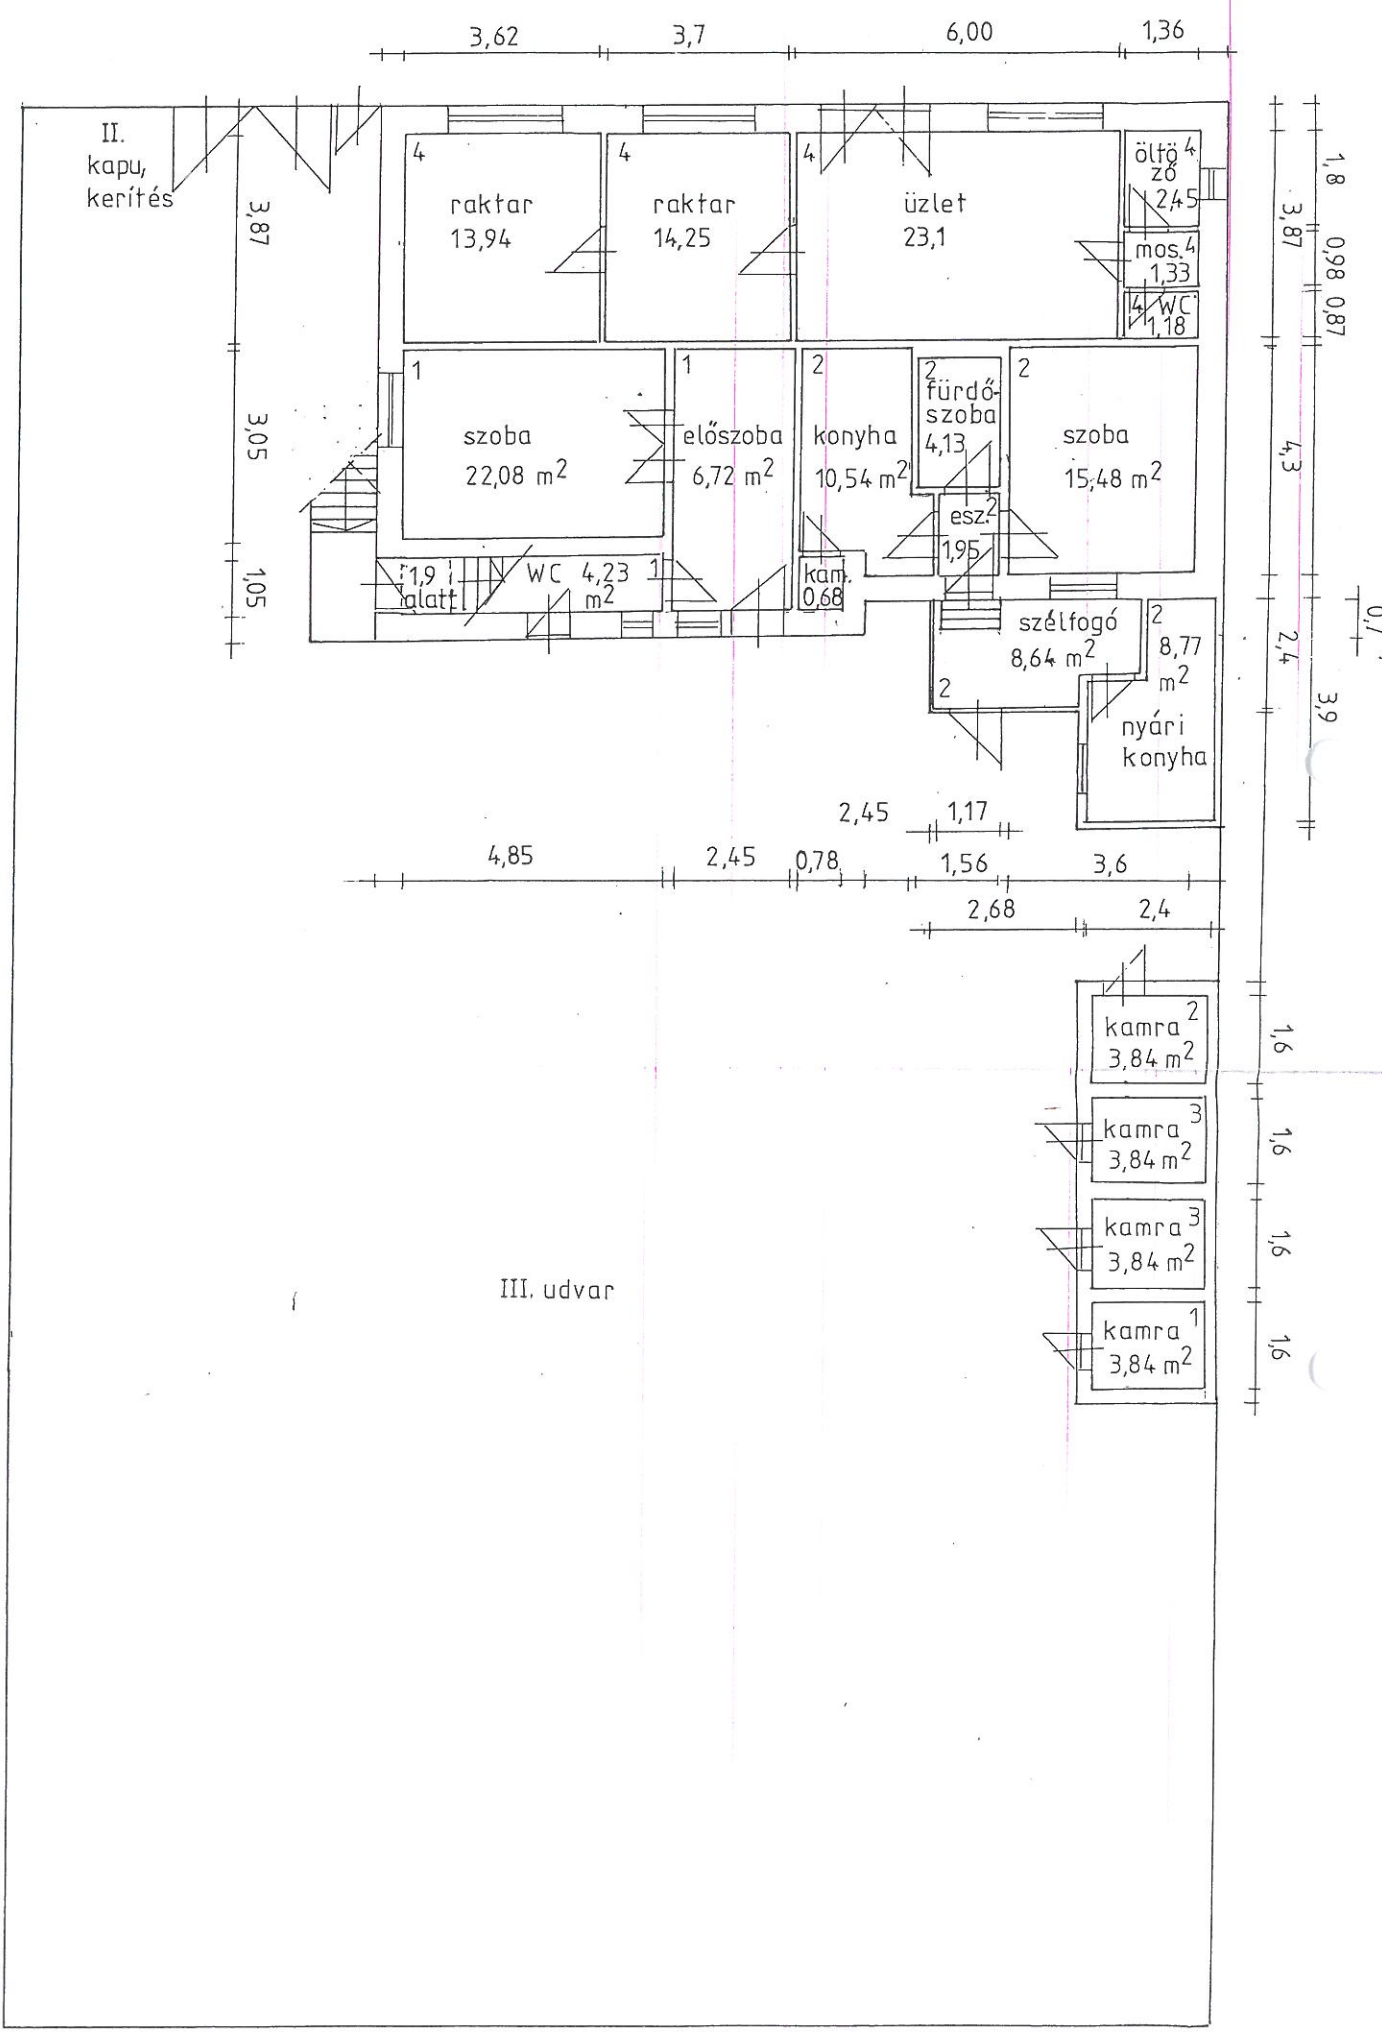 3,62
3,7
6,00
1,36
II.
kapu,
kerítés
3,87
4
raktar
13,94
4
raktar
14,25
4
üzlet
23,1
öltö 4
ző
2,45
mos. 4
1,33
4 WC
1,18
1,8
3,87
0,98
0,87
3,05
1
szoba
22,08 m2
1
előszoba
6,72 m2
2
konyha
10,54 m2
2
fürdő-
szoba
4,13
2
szoba
15,48 m2
4,3
esz. 2
1,95
1,05
1,9
alatt
WC 4,23
m2
1
kam.
0,68
szélfogó
8,64 m2
2
2
8,77
m2
nyári
konyha
2,4
3,9
2,45
1,17
4,85
2,45
0,78
1,56
3,6
2,68
2,4
kamra 2
3,84 m2
1,6
kamra 3
3,84 m2
1,6
kamra 3
3,84 m2
1,6
kamra 1
3,84 m2
1,6
III. udvar